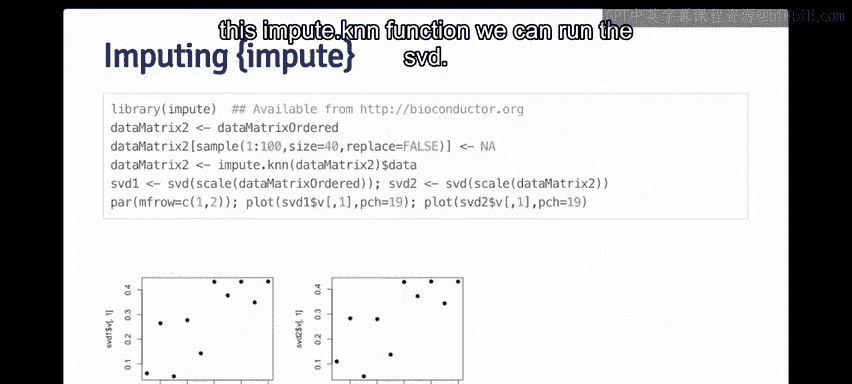 this impute.knn function we can run the
svd.
Imputing {impute}
library(impute)  ## Available from http://bioconductor.org
dataMatrix2 <- dataMatrixOrdered
dataMatrix2[sample(1:100,size=40,replace=FALSE)] <- NA
dataMatrix2 <- impute.knn(dataMatrix2)$data
svd1 <- svd(scale(dataMatrixOrdered)); svd2 <- svd(scale(dataMatrix2))
par(mfrow=c(1,2)); plot(svd1$v[,1],pch=19); plot(svd2$v[,1],pch=19)
svd1$v[, 1]
0.1 0.2 0.3 0.4
svd2$v[, 1]
0.1 0.2 0.3 0.4